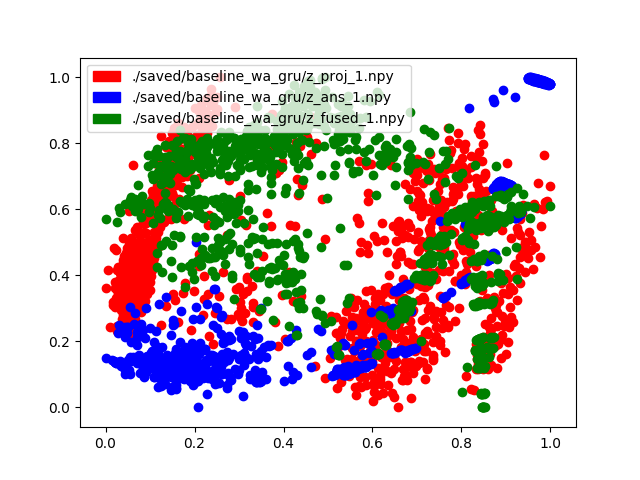 ./saved/baseline_wa_gru/z_proj_1.npy
./saved/baseline_wa_gru/z_ans_1.npy
./saved/baseline_wa_gru/z_fused_1.npy
1.0
0.8
0.6
0.4
0.2
0.0
0.0 0.2 0.4 0.6 0.8 1.0